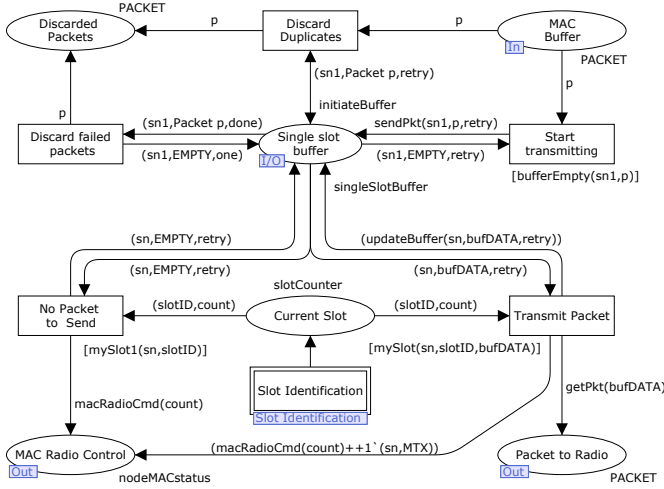 PACKET
Discarded
Packets
p
Discard
Duplicates
p
MAC
Buffer
In
PACKET
(sn1,Packet p,retry)
p
p
initiateBuffer
Discard failed
packets
(sn1,Packet p,done)
(sn1,EMPTY,one)
Single slot
buffer
I/O
sendPkt(sn1,p,retry)
(sn1,EMPTY,retry)
Start
transmitting
[bufferEmpty(sn1,p)]
singleSlotBuffer
(sn,EMPTY,retry)
(updateBuffer(sn,bufDATA,retry))
(sn,EMPTY,retry)
(sn,bufDATA,retry)
slotCounter
No Packet
to Send
(slotID,count)
Current Slot
(slotID,count)
Transmit Packet
[mySlot1(sn,slotID)]
[mySlot(sn,slotID,bufDATA)]
Slot Identification
Slot Identification
macRadioCmd(count)
getPkt(bufDATA)
MAC Radio Control
Out
(macRadioCmd(count)++1`(sn,MTX))
Packet to Radio
Out
nodeMACstatus
PACKET